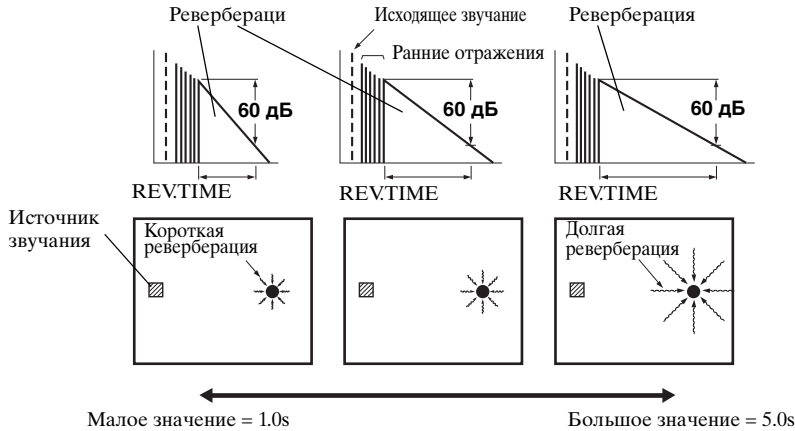 Ревербераци
Исходящее звучание
Реверберация
Ранние отражения
60 дБ
60 дБ
60 дБ
REV.TIME
REV.TIME
REV.TIME
Источник
звучания
Короткая
реверберация
Долгая
реверберация
Малое значение = 1.0s
Большое значение = 5.0s